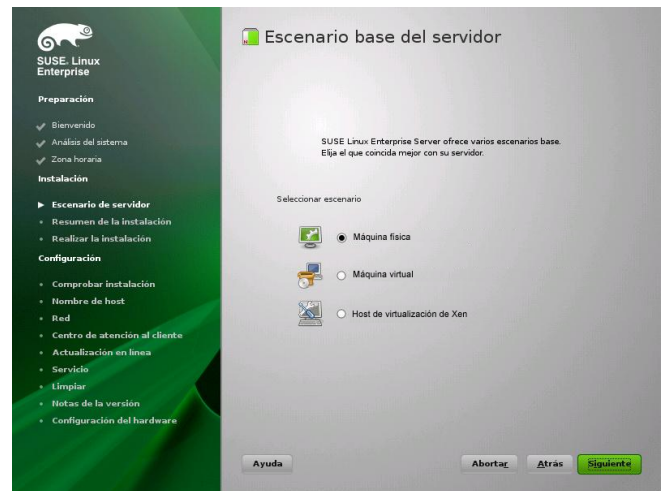 SUSE. Linux
Enterprise
Preparación
Bienvenido
Análisis del sistema
Zona horaria
Instalación
Escenario de servidor
Resumen de la instalación
Realizar la instalación
Configuración
Comprobar instalación
Nombre de host
Red
Centro de atención al cliente
Actualización en línea
Servicio
Limpiar
Notas de la versión
Configuración del hardware
Escenario base del servidor
SUSE Linux Enterprise Server ofrece varios escenarios base.
Elija el que coincida mejor con su servidor.
Seleccionar escenario
Máquina física
Máquina virtual
Host de virtualización de Xen
Ayuda
Abortar
Atrás
Siguiente